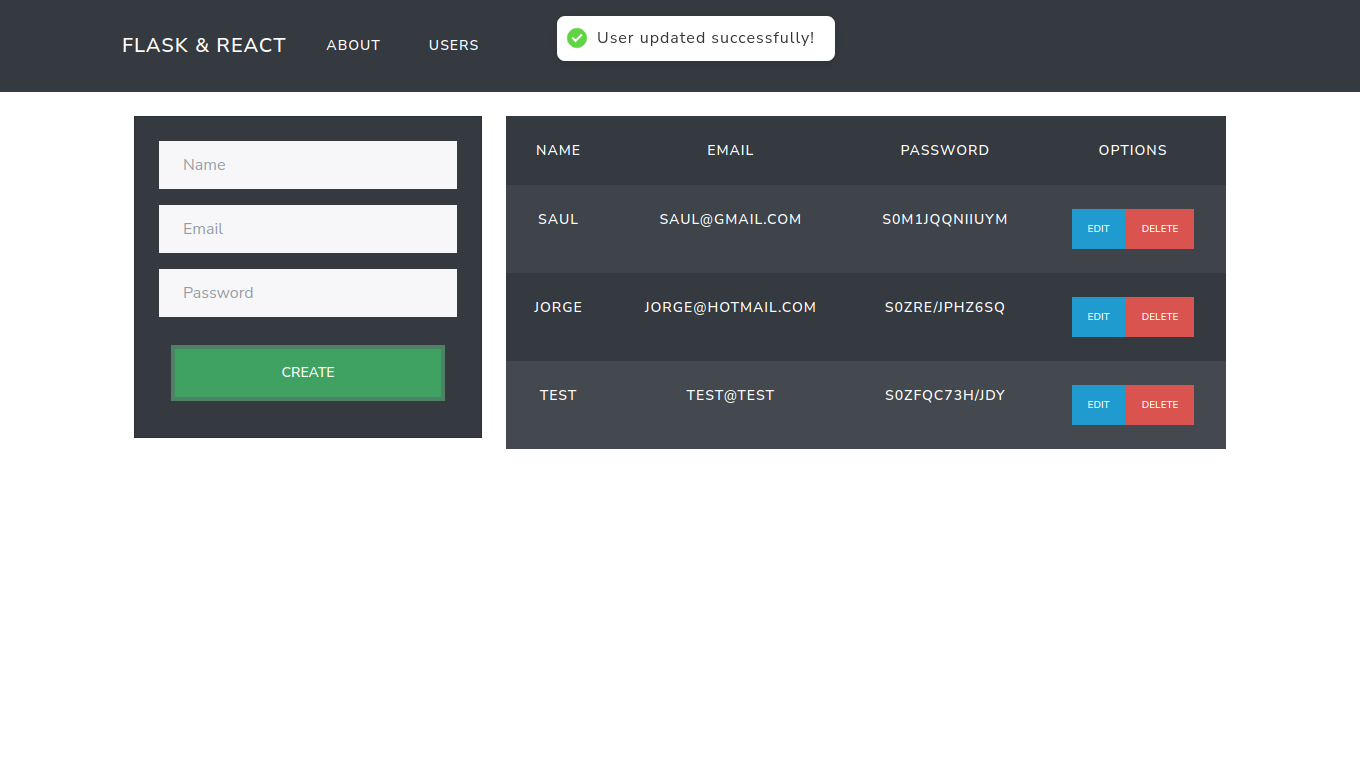 FLASK & REACT ABOUT USERS
User updated successfully!
Name
Email
Password
CREATE
NAME EMAIL PASSWORD OPTIONS
SAUL SAUL@GMAIL.COM S0M1JQQNIIUYM EDIT DELETE
JORGE JORGE@HOTMAIL.COM S0ZRE/JPHZ6SQ EDIT DELETE
TEST TEST@TEST S0ZFQC73H/JDY EDIT DELETE